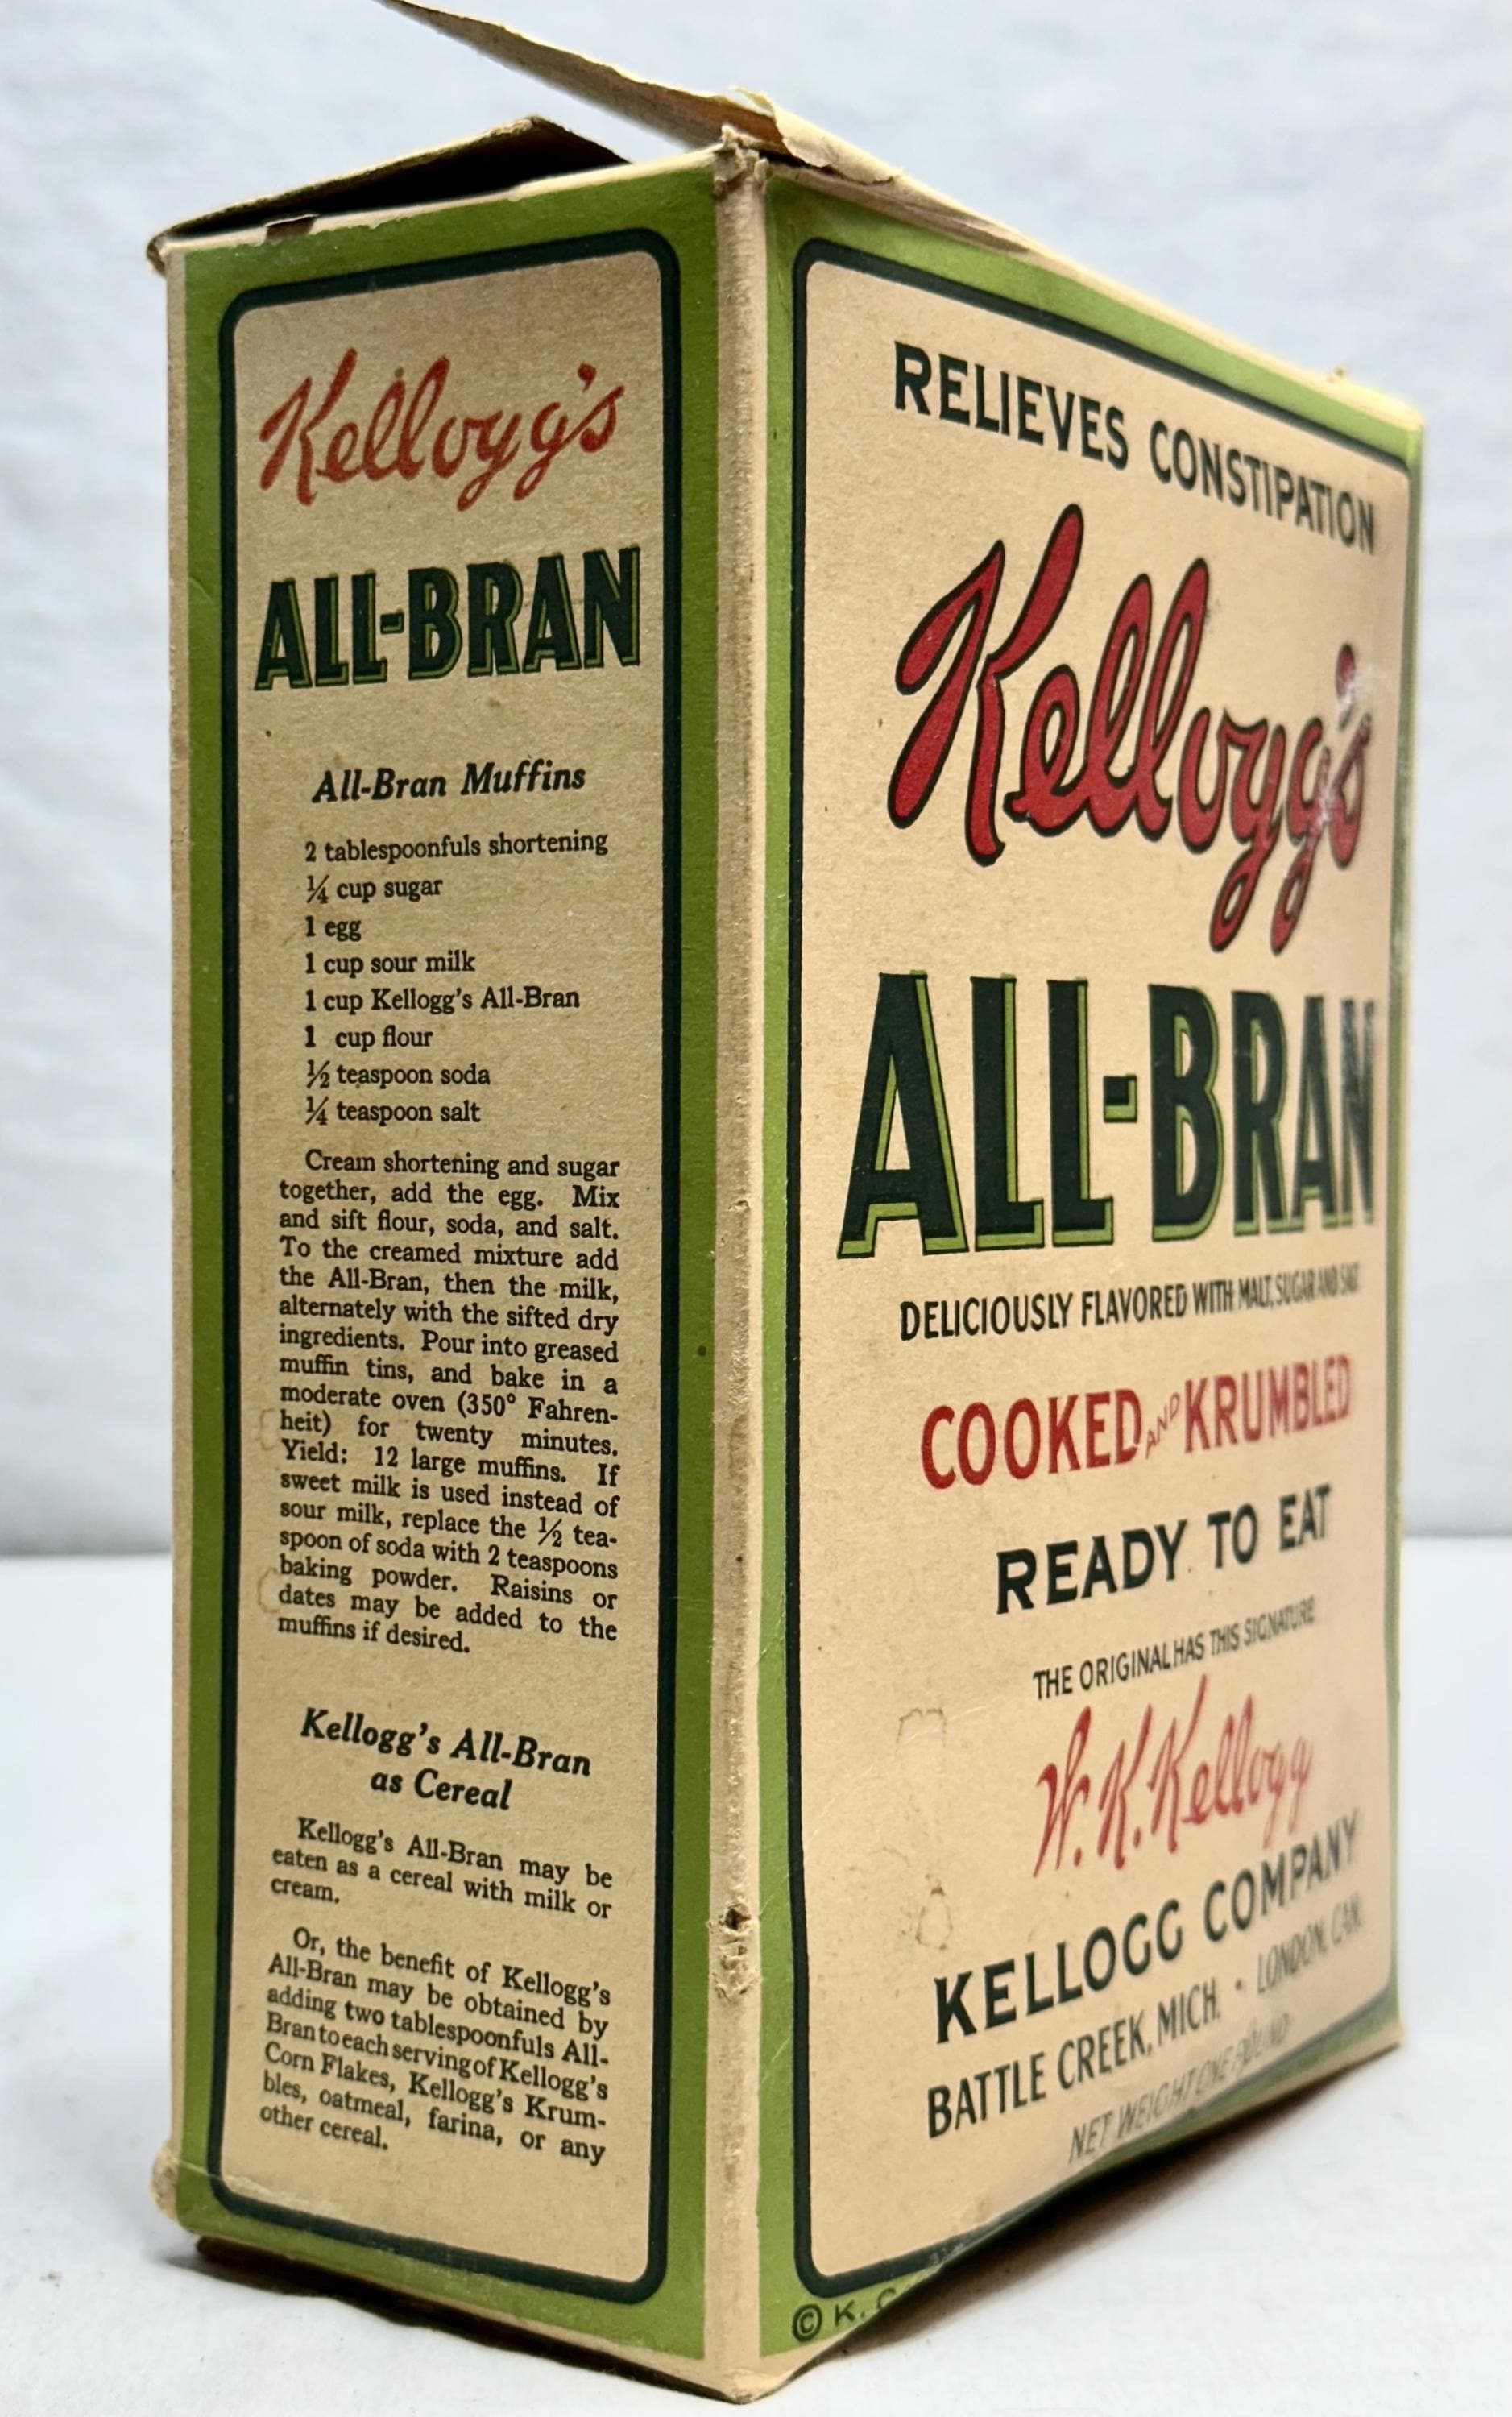 Kellogg's
ALL-BRAN
All-Bran Muffins
2 tablespoonfuls shortening
¼ cup sugar
1 egg
1 cup sour milk
1 cup Kellogg's All-Bran
1 cup flour
½ teaspoon soda
¼ teaspoon salt
Cream shortening and sugar
together, add the egg. Mix
and sift flour, soda, and salt.
To the creamed mixture add
the All-Bran, then the milk,
alternately with the sifted dry
ingredients. Pour into greased
muffin tins, and bake in a
moderate oven (350° Fahren-
heit) for twenty minutes.
Yield: 12 large muffins. If
sweet milk is used instead of
sour milk, replace the ½ tea-
spoon of soda with 2 teaspoons
baking powder. Raisins or
dates may be added to the
muffins if desired.
Kellogg's All-Bran
as Cereal
Kellogg's All-Bran may be
eaten as a cereal with milk or
cream.
Or, the benefit of Kellogg's
All-Bran may be obtained by
adding two tablespoonfuls All-
Bran to each serving of Kellogg's
Corn Flakes, Kellogg's Krum-
bles, oatmeal, farina, or any
other cereal.
RELIEVES CONSTIPATION
Kellogg's
ALL-BRAN
DELICIOUSLY FLAVORED WITH MALT, SUGAR AND SALT
COOKED AND KRUMBLED
READY TO EAT
THE ORIGINAL HAS THIS SIGNATURE
W. K. Kellogg
KELLOGG COMPANY
BATTLE CREEK, MICH. • LONDON, CAN.
NET WEIGHT ONE POUND
© K. C